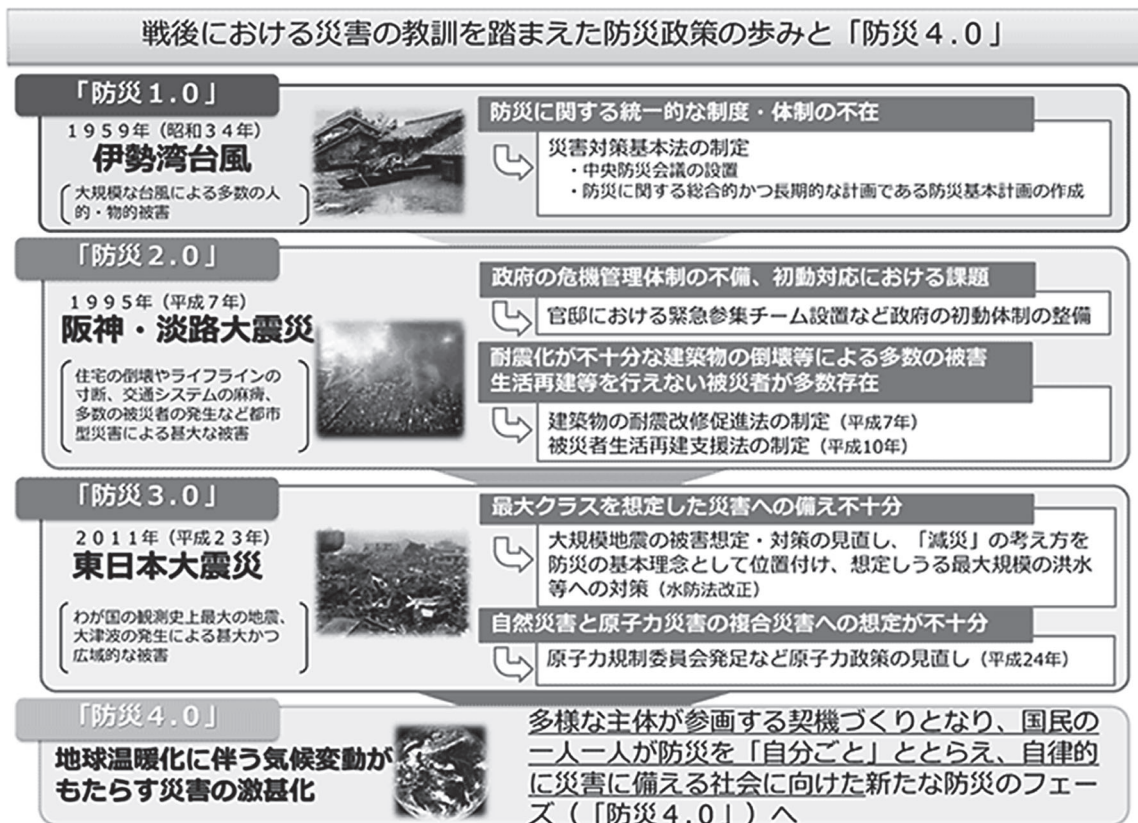 戦後における災害の教訓を踏まえた防災政策の歩みと「防災４.０」
「防災１.０」
１９５９年（昭和３４年）
伊勢湾台風
大規模な台風による多数の人
的・物的被害
防災に関する統一的な制度・体制の不在
災害対策基本法の制定
・中央防災会議の設置
・防災に関する総合的かつ長期的な計画である防災基本計画の作成
「防災２.０」
１９９５年（平成７年）
阪神・淡路大震災
住宅の倒壊やライフラインの
寸断、交通システムの麻痺、
多数の被災者の発生など都市
型災害による甚大な被害
政府の危機管理体制の不備、初動対応における課題
官邸における緊急参集チーム設置など政府の初動体制の整備
耐震化が不十分な建築物の倒壊等による多数の被害
生活再建等を行えない被災者が多数存在
建築物の耐震改修促進法の制定（平成7年）
被災者生活再建支援法の制定（平成10年）
「防災３.０」
２０１１年（平成２３年）
東日本大震災
わが国の観測史上最大の地震、
大津波の発生による甚大かつ
広域的な被害
最大クラスを想定した災害への備え不十分
大規模地震の被害想定・対策の見直し、「減災」の考え方を
防災の基本理念として位置付け、想定しうる最大規模の洪水
等への対策（水防法改正）
自然災害と原子力災害の複合災害への想定が不十分
原子力規制委員会発足など原子力政策の見直し（平成24年）
「防災４.０」
地球温暖化に伴う気候変動が
もたらす災害の激甚化
多様な主体が参画する契機づくりとなり、国民の
一人一人が防災を「自分ごと」ととらえ、自律的
に災害に備える社会に向けた新たな防災のフェー
ズ（「防災４.０」）へ